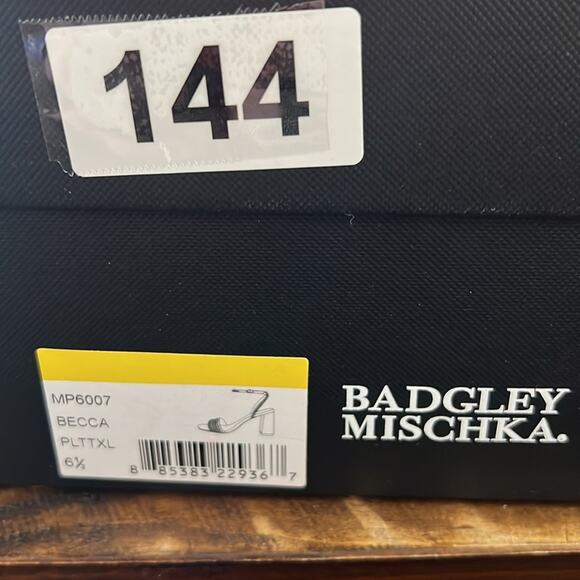 144
MP6007
BECCA
PLTTXL
6½
8 85383 22936 7
BADGLEY
MISCHKA.